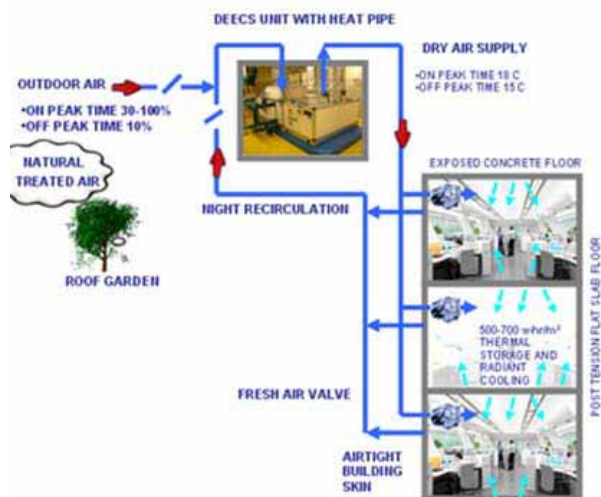 DEECS UNIT WITH HEAT PIPE
DRY AIR SUPPLY
•ON PEAK TIME 18 C
•OFF PEAK TIME 15 C
OUTDOOR AIR
•ON PEAK TIME 30-100%
•OFF PEAK TIME 10%
NATURAL
TREATED AIR
EXPOSED CONCRETE FLOOR
NIGHT RECIRCULATION
ROOF GARDEN
500-700 w-hr/m²
THERMAL
STORAGE AND
RADIANT
COOLING
POST TENSION FLAT SLAB FLOOR
FRESH AIR VALVE
AIRTIGHT
BUILDING
SKIN